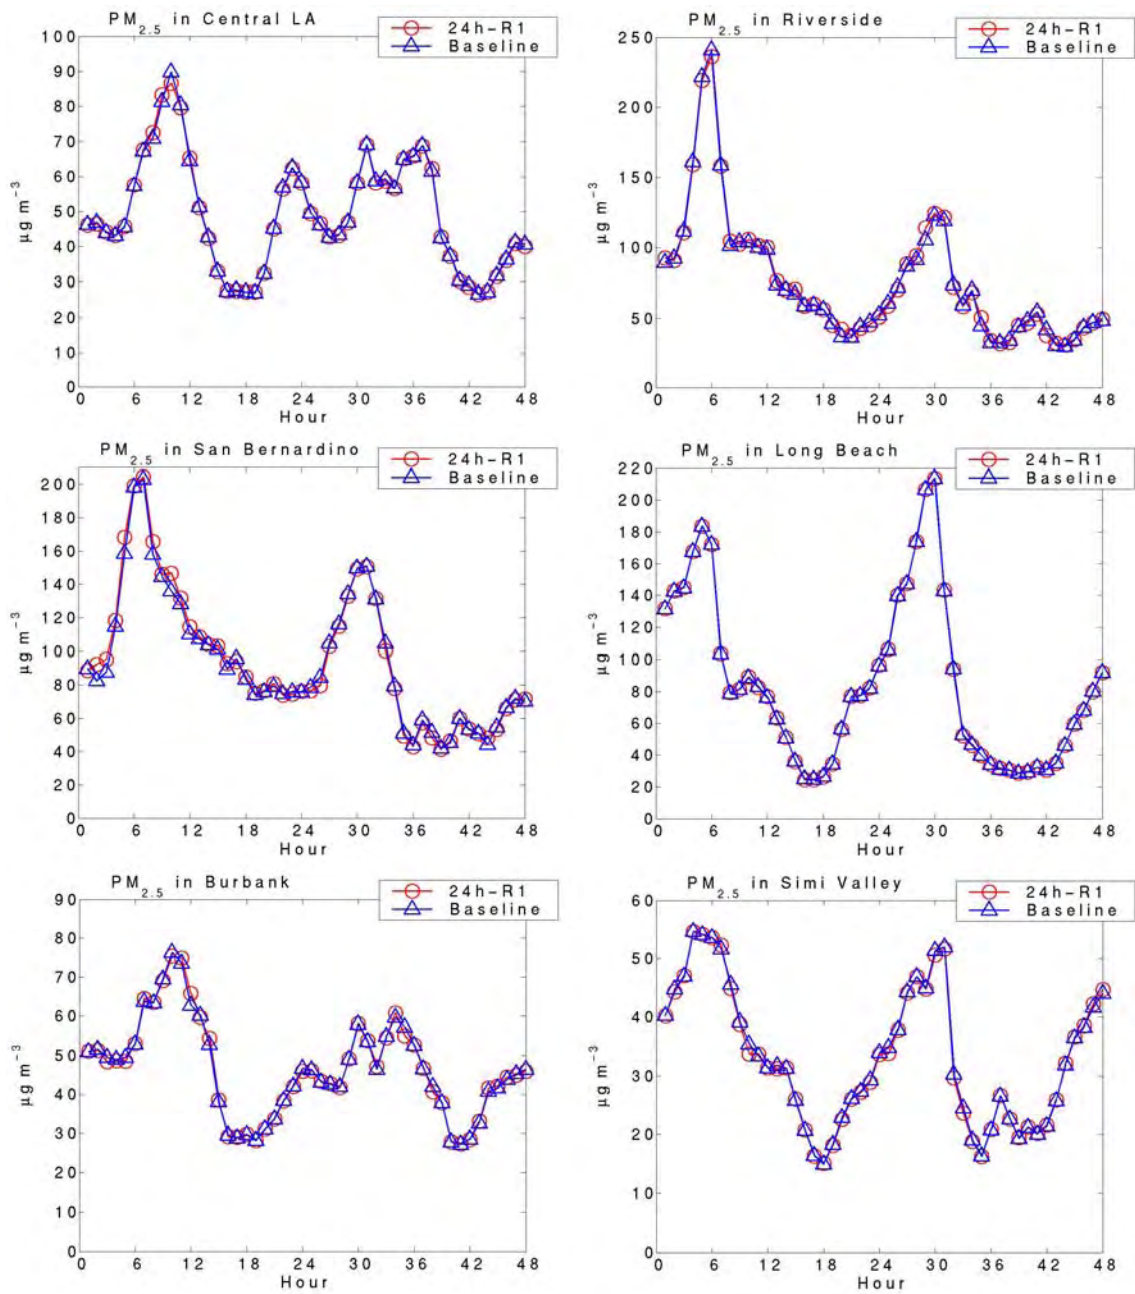 PM2.5 in Central LA
24h-R1
Baseline
100
90
80
70
60
50
40
30
20
10
0
μg m−3
0 6 12 18 24 30 36 42 48
Hour
PM2.5 in Riverside
24h-R1
Baseline
250
200
150
100
50
0
μg m−3
0 6 12 18 24 30 36 42 48
Hour
PM2.5 in San Bernardino
24h-R1
Baseline
200
180
160
140
120
100
80
60
40
20
0
μg m−3
0 6 12 18 24 30 36 42 48
Hour
PM2.5 in Long Beach
24h-R1
Baseline
220
200
180
160
140
120
100
80
60
40
20
0
μg m−3
0 6 12 18 24 30 36 42 48
Hour
PM2.5 in Burbank
24h-R1
Baseline
90
80
70
60
50
40
30
20
10
0
μg m−3
0 6 12 18 24 30 36 42 48
Hour
PM2.5 in Simi Valley
24h-R1
Baseline
60
50
40
30
20
10
0
μg m−3
0 6 12 18 24 30 36 42 48
Hour